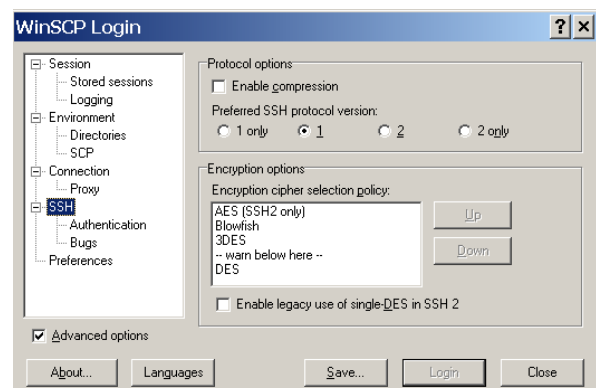 WinSCP Login
Session
Stored sessions
Logging
Environment
Directories
SCP
Connection
Proxy
SSH
Authentication
Bugs
Preferences
Advanced options
Protocol options
Enable compression
Preferred SSH protocol version:
1 only 1 2 2 only
Encryption options
Encryption cipher selection policy:
AES (SSH2 only)
Blowfish
3DES
-- warn below here --
DES
Up
Down
Enable legacy use of single-DES in SSH 2
About... Languages Save... Login Close